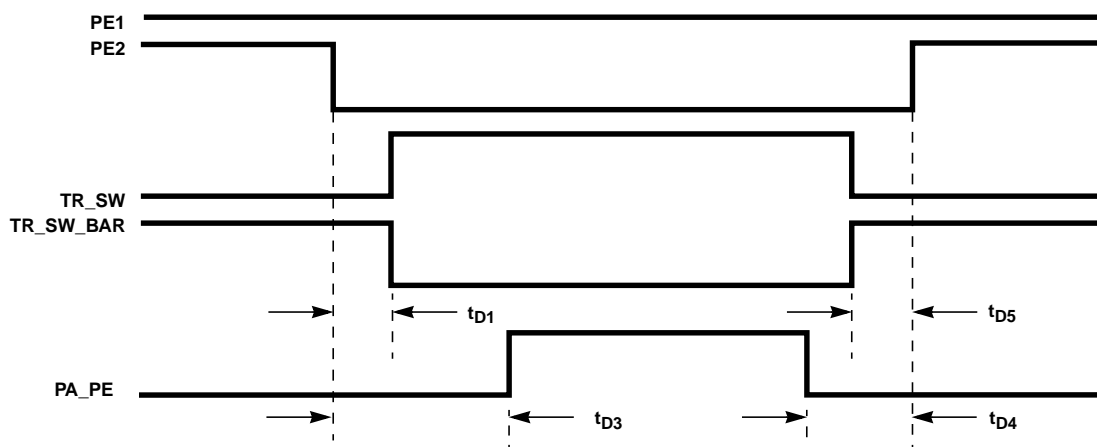 PE1
PE2
TR_SW
TR_SW_BAR
tD1
tD5
PA_PE
tD3
tD4